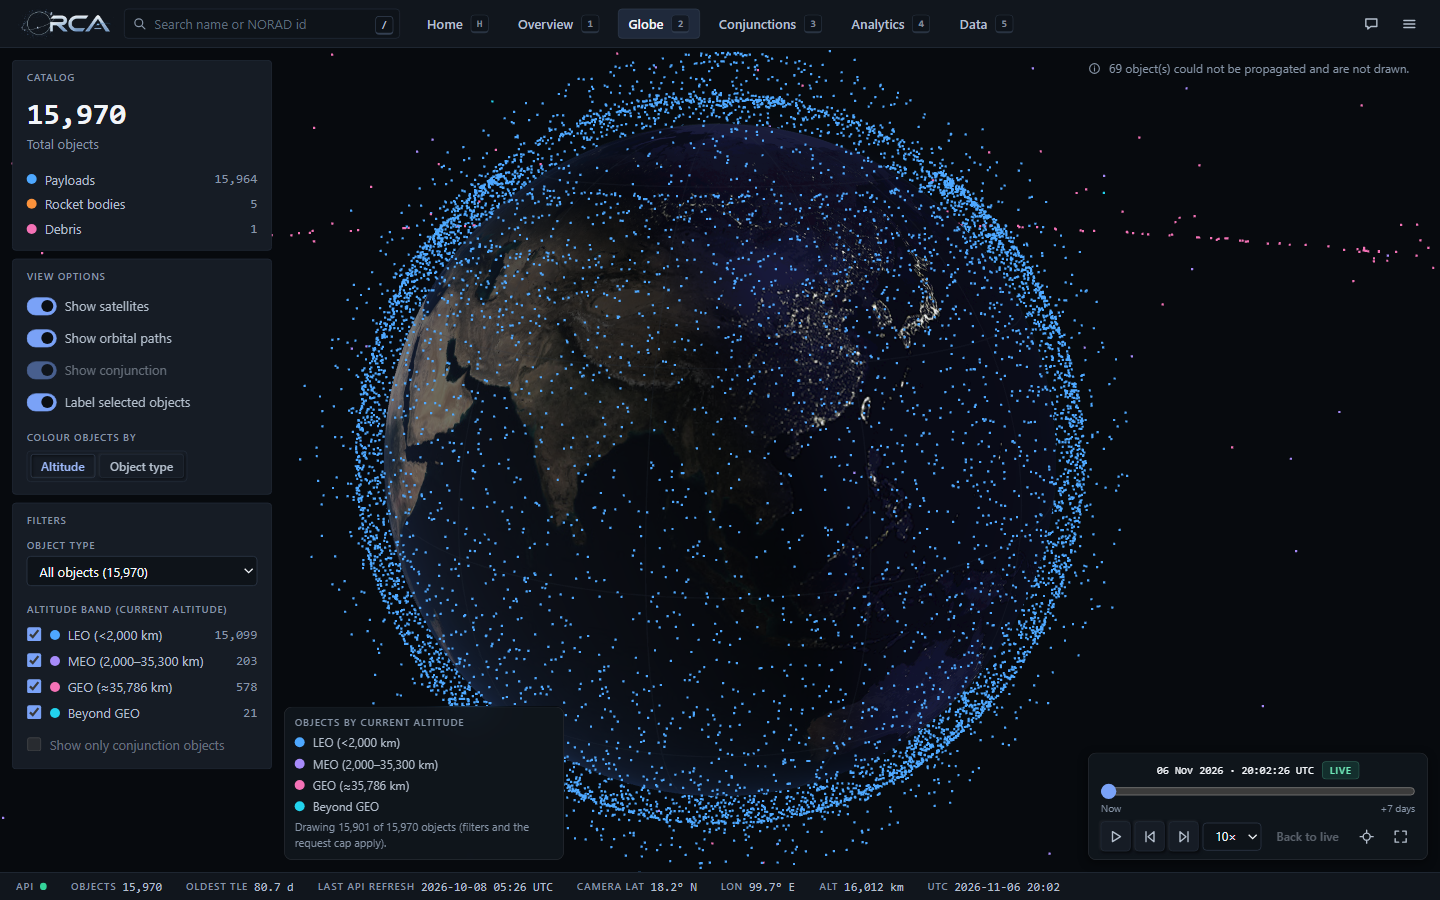 ORCA
Search name or NORAD id /
Home H
Overview 1
Globe 2
Conjunctions 3
Analytics 4
Data 5
69 object(s) could not be propagated and are not drawn.
CATALOG
15,970
Total objects
Payloads 15,964
Rocket bodies 5
Debris 1
VIEW OPTIONS
Show satellites
Show orbital paths
Show conjunction
Label selected objects
COLOUR OBJECTS BY
Altitude Object type
FILTERS
OBJECT TYPE
All objects (15,970)
ALTITUDE BAND (CURRENT ALTITUDE)
LEO (<2,000 km) 15,099
MEO (2,000–35,300 km) 203
GEO (≈35,786 km) 578
Beyond GEO 21
Show only conjunction objects
OBJECTS BY CURRENT ALTITUDE
LEO (<2,000 km)
MEO (2,000–35,300 km)
GEO (≈35,786 km)
Beyond GEO
Drawing 15,901 of 15,970 objects (filters and the
request cap apply).
06 Nov 2026 · 20:02:26 UTC LIVE
Now +7 days
10× Back to live
API OBJECTS 15,970 OLDEST TLE 80.7 d LAST API REFRESH 2026-10-08 05:26 UTC CAMERA LAT 18.2° N LON 99.7° E ALT 16,012 km UTC 2026-11-06 20:02